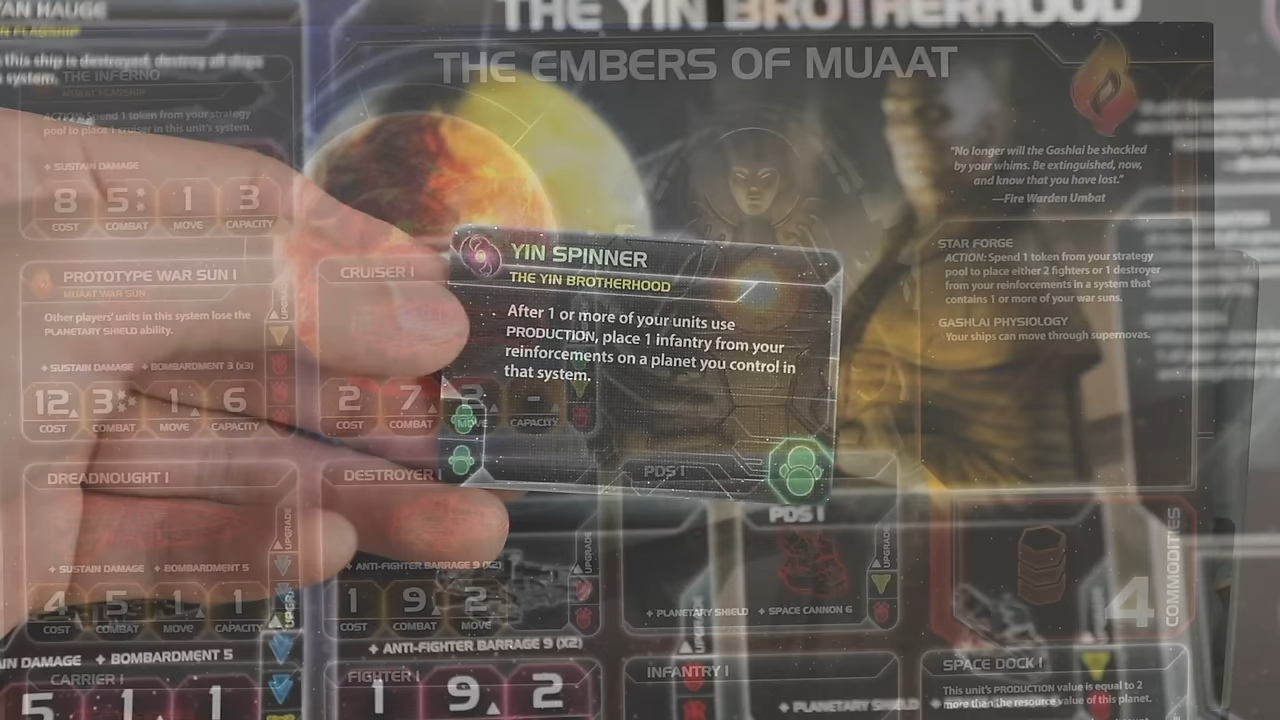 VAN HAUGE
FLAGSHIP
this ship is destroyed, destroy all ships
system.
THE YIN BROTHERHOOD
THE INFERNO
MUAAT FLAGSHIP
ACTION: Spend 1 token from your strategy
pool to place 1 cruiser in this unit's system.
+ SUSTAIN DAMAGE
8 5 1 3
COST COMBAT MOVE CAPACITY
THE EMBERS OF MUAAT
"No longer will the Gashlai be shackled
by your whims. Be extinguished, now,
and know that you have lost."
—Fire Warden Umbat
STAR FORGE
ACTION: Spend 1 token from your strategy
pool to place either 2 fighters or 1 destroyer
from your reinforcements in a system that
contains 1 or more of your war suns.
GASHLAI PHYSIOLOGY
Your ships can move through supernovas.
YIN SPINNER
THE YIN BROTHERHOOD
After 1 or more of your units use
PRODUCTION, place 1 infantry from your
reinforcements on a planet you control in
that system.
PROTOTYPE WAR SUN I
MUAAT WAR SUN
Other players' units in this system lose the
PLANETARY SHIELD ability.
+ SUSTAIN DAMAGE + BOMBARDMENT 3 (x3)
12 3 1 6
COST COMBAT MOVE CAPACITY
UPGRADE
CRUISER I
2 7 2 -
COST COMBAT MOVE CAPACITY
DREADNOUGHT I
+ SUSTAIN DAMAGE + BOMBARDMENT 5
4 5 1 1
COST COMBAT MOVE CAPACITY
UPGRADE
DESTROYER
+ ANTI-FIGHTER BARRAGE 9 (X2)
1 9 2
COST COMBAT MOVE
UPGRADE
PDS I
PDS I
+ PLANETARY SHIELD + SPACE CANNON 6
UPGRADE
4
COMMODITIES
DAMAGE + BOMBARDMENT 5
5 1 1
+ ANTI-FIGHTER BARRAGE 9 (X2)
1 9 2
+ PLANETARY SHIELD
CARRIER I
FIGHTER I
INFANTRY I
SPACE DOCK I
This unit's PRODUCTION value is equal to 2
more than the resource value of this planet.